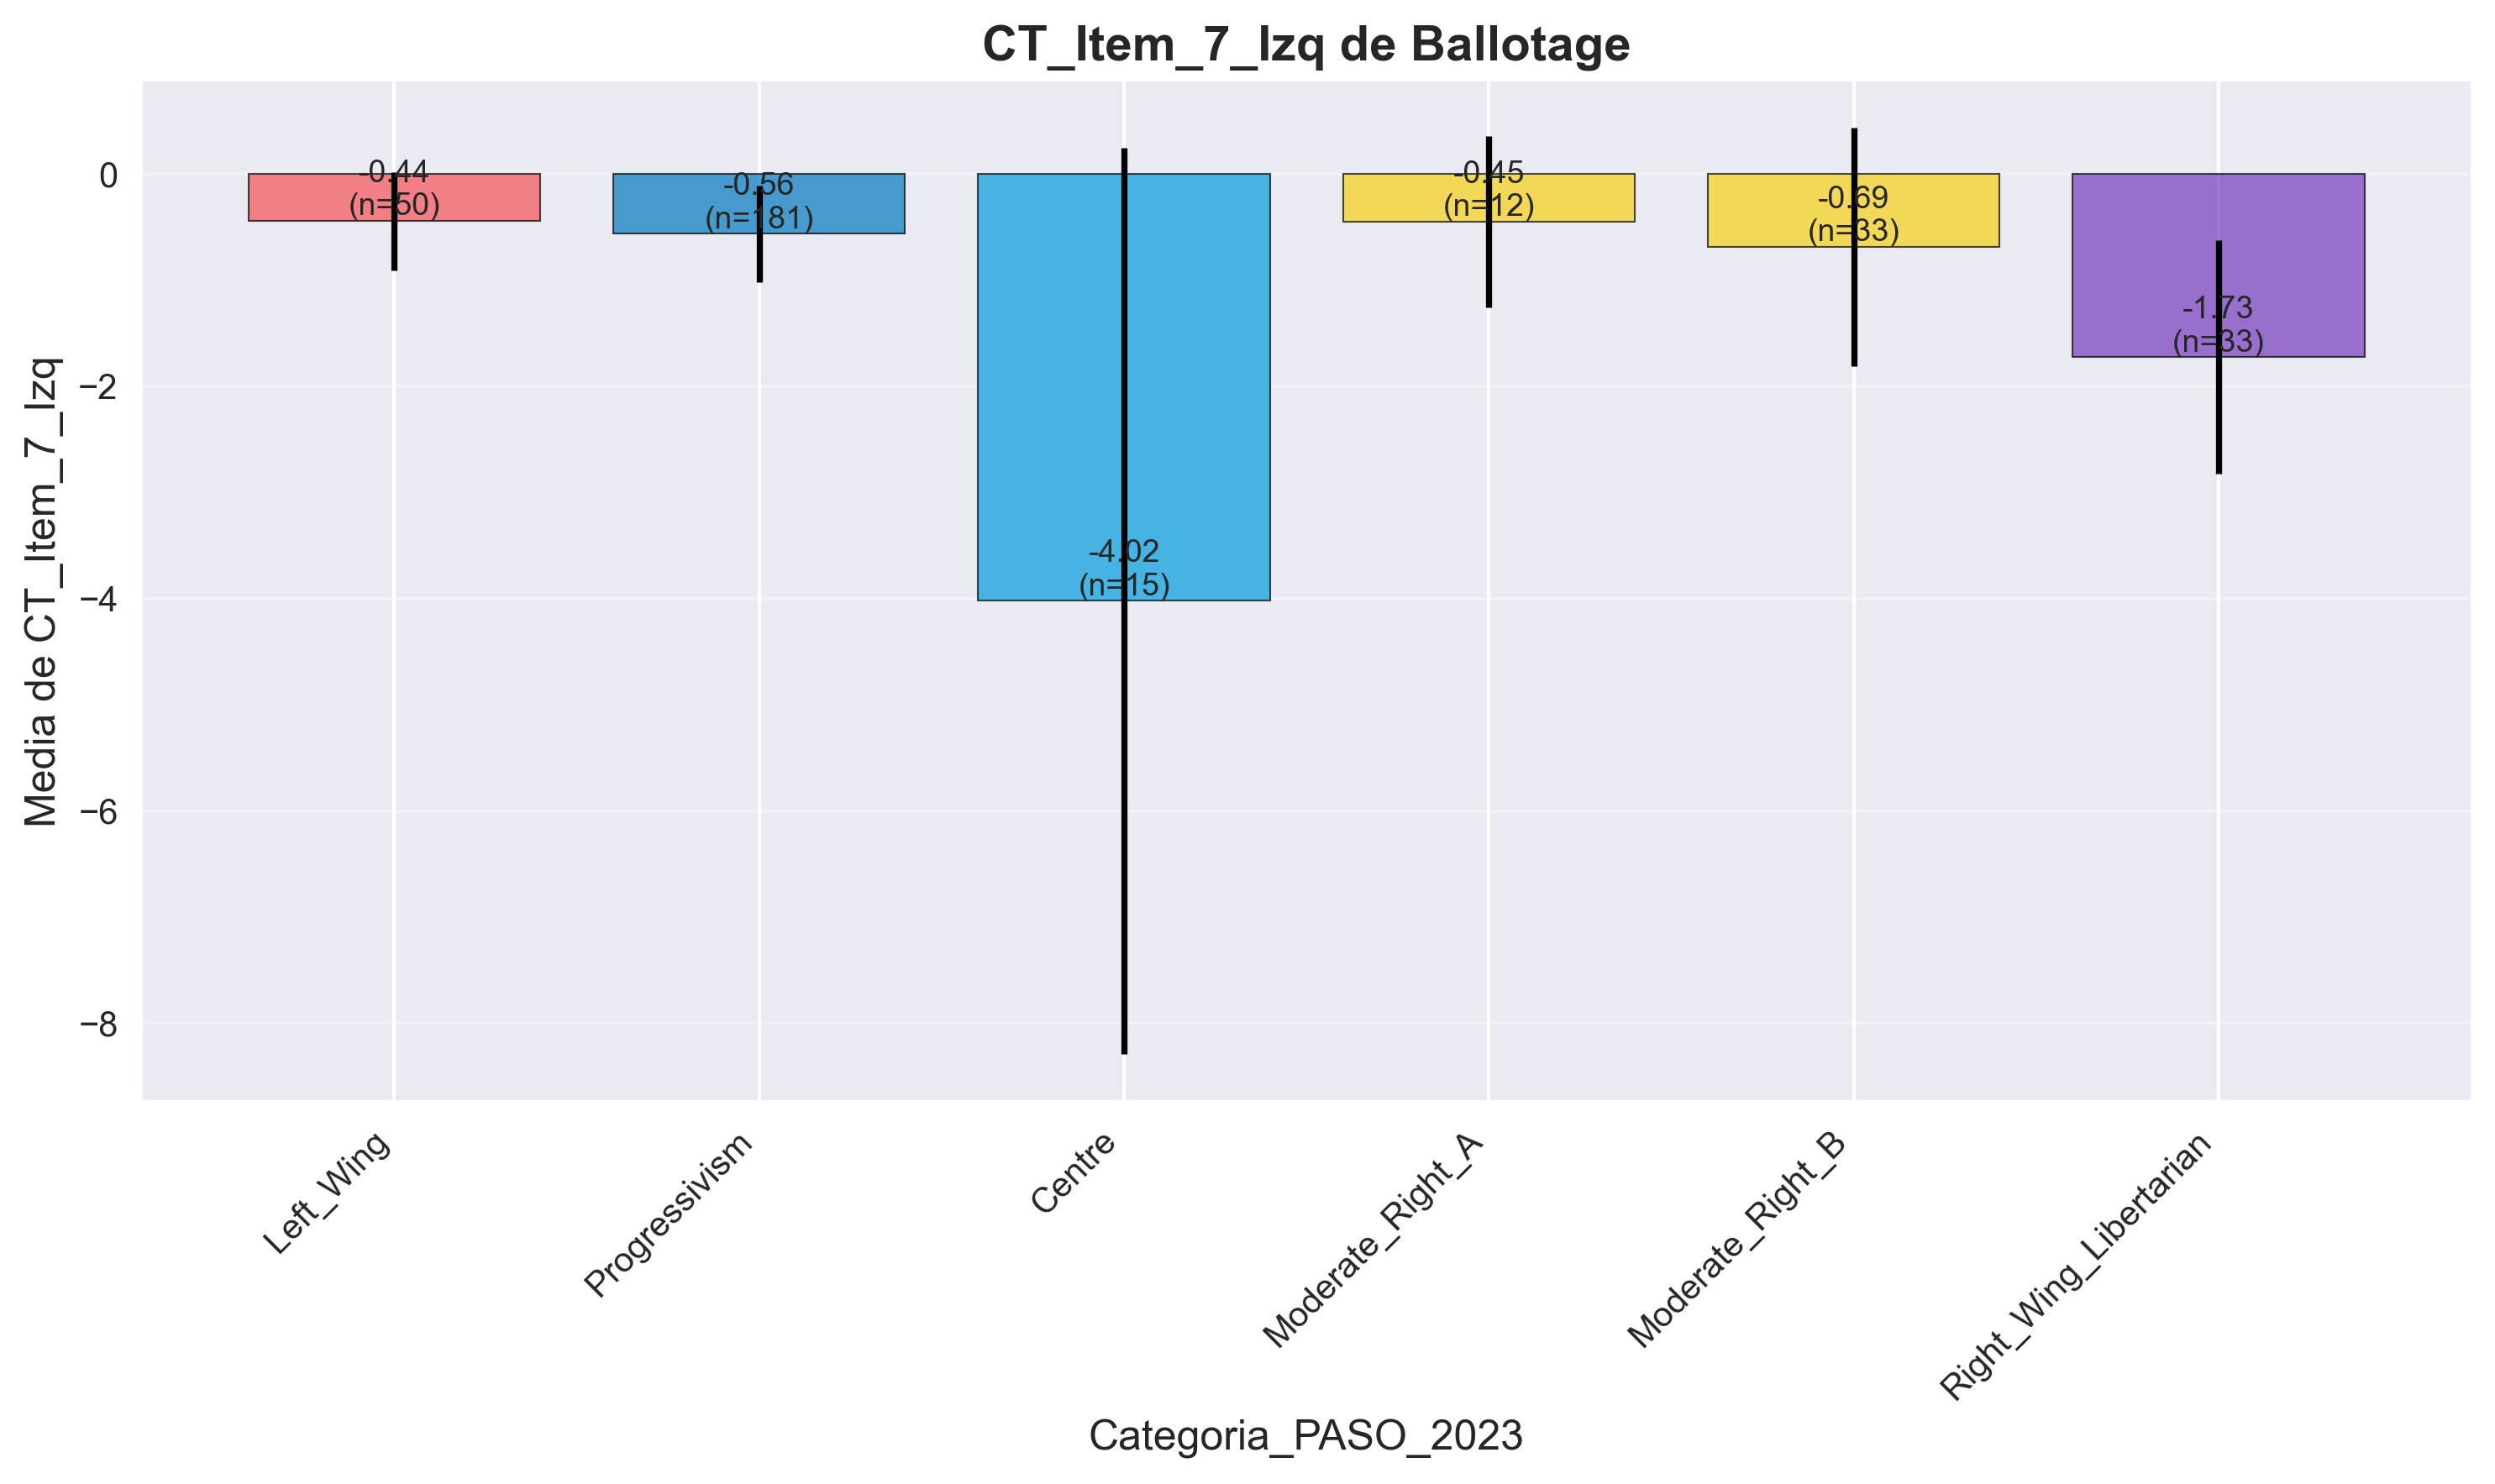 CT_Item_7_Izq de Ballotage
Media de CT_Item_7_Izq
0
−2
−4
−6
−8
-0.44
(n=50)
-0.56
(n=181)
-4.02
(n=15)
-0.45
(n=12)
-0.69
(n=33)
-1.73
(n=33)
Left_Wing
Progressivism
Centre
Moderate_Right_A
Moderate_Right_B
Right_Wing_Libertarian
Categoria_PASO_2023